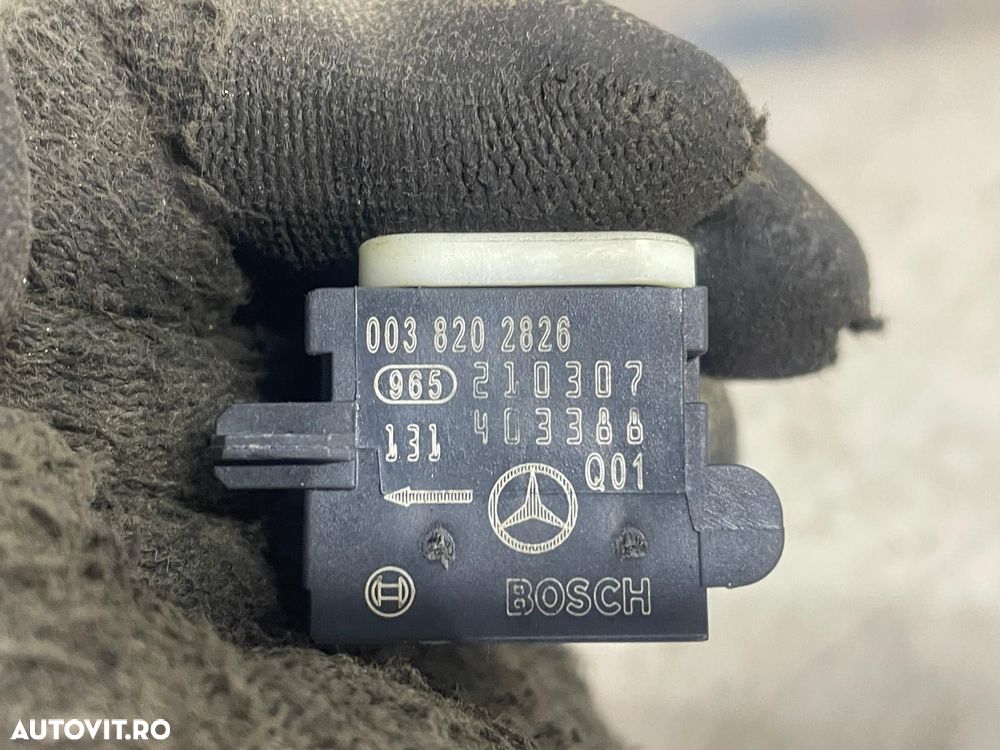 003 820 2826
965 210307
403388
131
Q01
BOSCH
AUTOVIT.RO